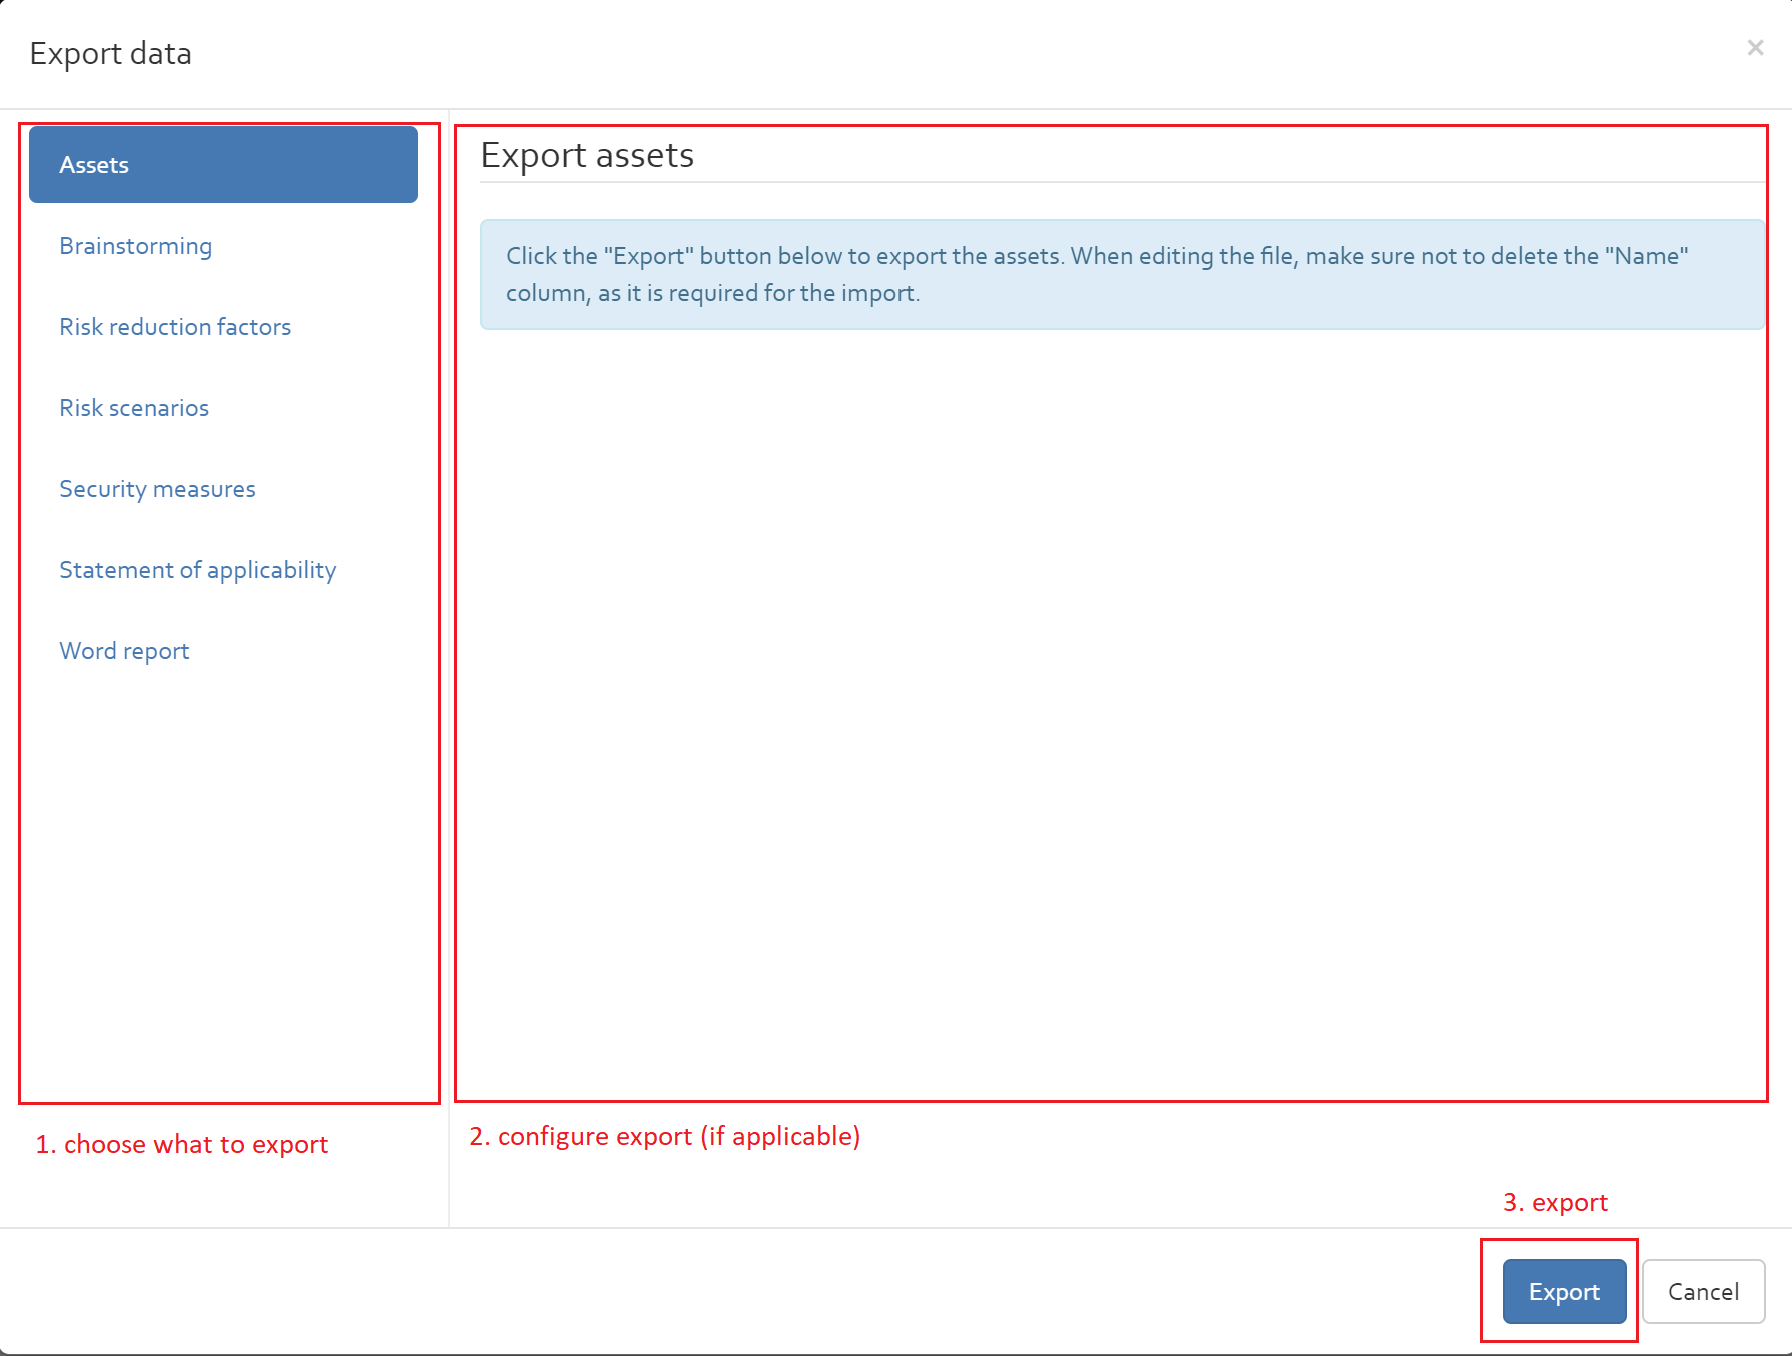 Export data
×
Assets
Brainstorming
Risk reduction factors
Risk scenarios
Security measures
Statement of applicability
Word report
1. choose what to export
Export assets
Click the "Export" button below to export the assets. When editing the file, make sure not to delete the "Name"
column, as it is required for the import.
2. configure export (if applicable)
3. export
Export
Cancel